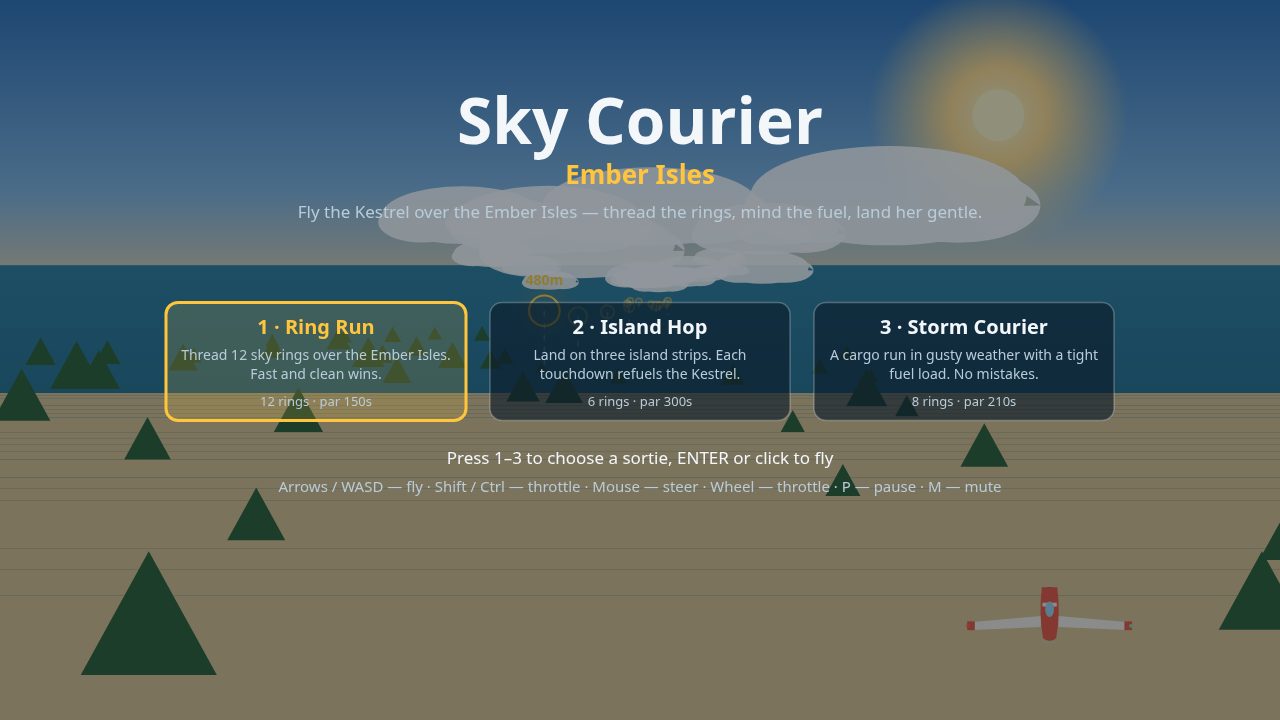 Sky Courier
Ember Isles
Fly the Kestrel over the Ember Isles — thread the rings, mind the fuel, land her gentle.
480m
1 · Ring Run
Thread 12 sky rings over the Ember Isles.
Fast and clean wins.
12 rings · par 150s
2 · Island Hop
Land on three island strips. Each
touchdown refuels the Kestrel.
6 rings · par 300s
3 · Storm Courier
A cargo run in gusty weather with a tight
fuel load. No mistakes.
8 rings · par 210s
Press 1–3 to choose a sortie, ENTER or click to fly
Arrows / WASD — fly · Shift / Ctrl — throttle · Mouse — steer · Wheel — throttle · P — pause · M — mute